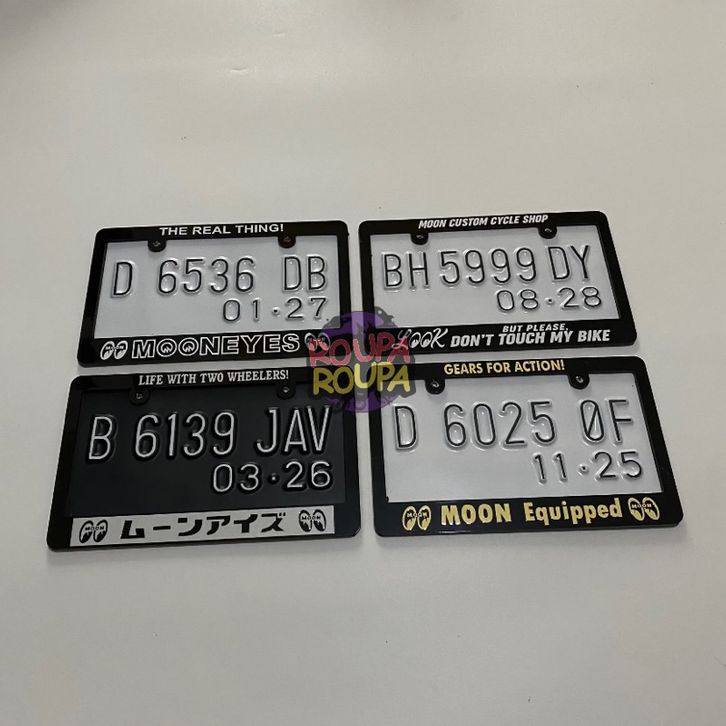 THE REAL THING!
D 6536 DB
01·27
MOONEYES
MOON CUSTOM CYCLE SHOP
BH 5999 DY
08·28
LOOK BUT PLEASE,
DON'T TOUCH MY BIKE
ROUPA
ROUPA
LIFE WITH TWO WHEELERS!
B 6139 JAV
03·26
MOON ムーンアイズ MOON
GEARS FOR ACTION!
D 6025 ØF
11·25
MOON MOON Equipped MOON